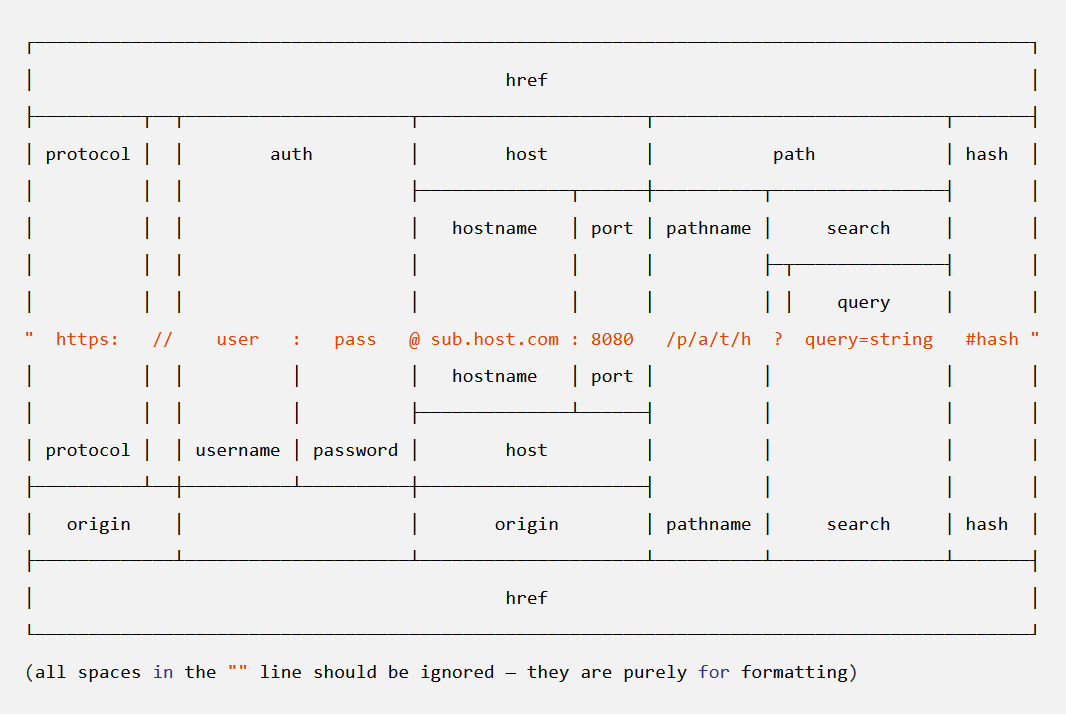 href
protocol auth host path hash
hostname port pathname search
query
" https: // user : pass @ sub.host.com : 8080 /p/a/t/h ? query=string #hash "
hostname port
protocol username password host
origin origin pathname search hash
href
(all spaces in the "" line should be ignored — they are purely for formatting)